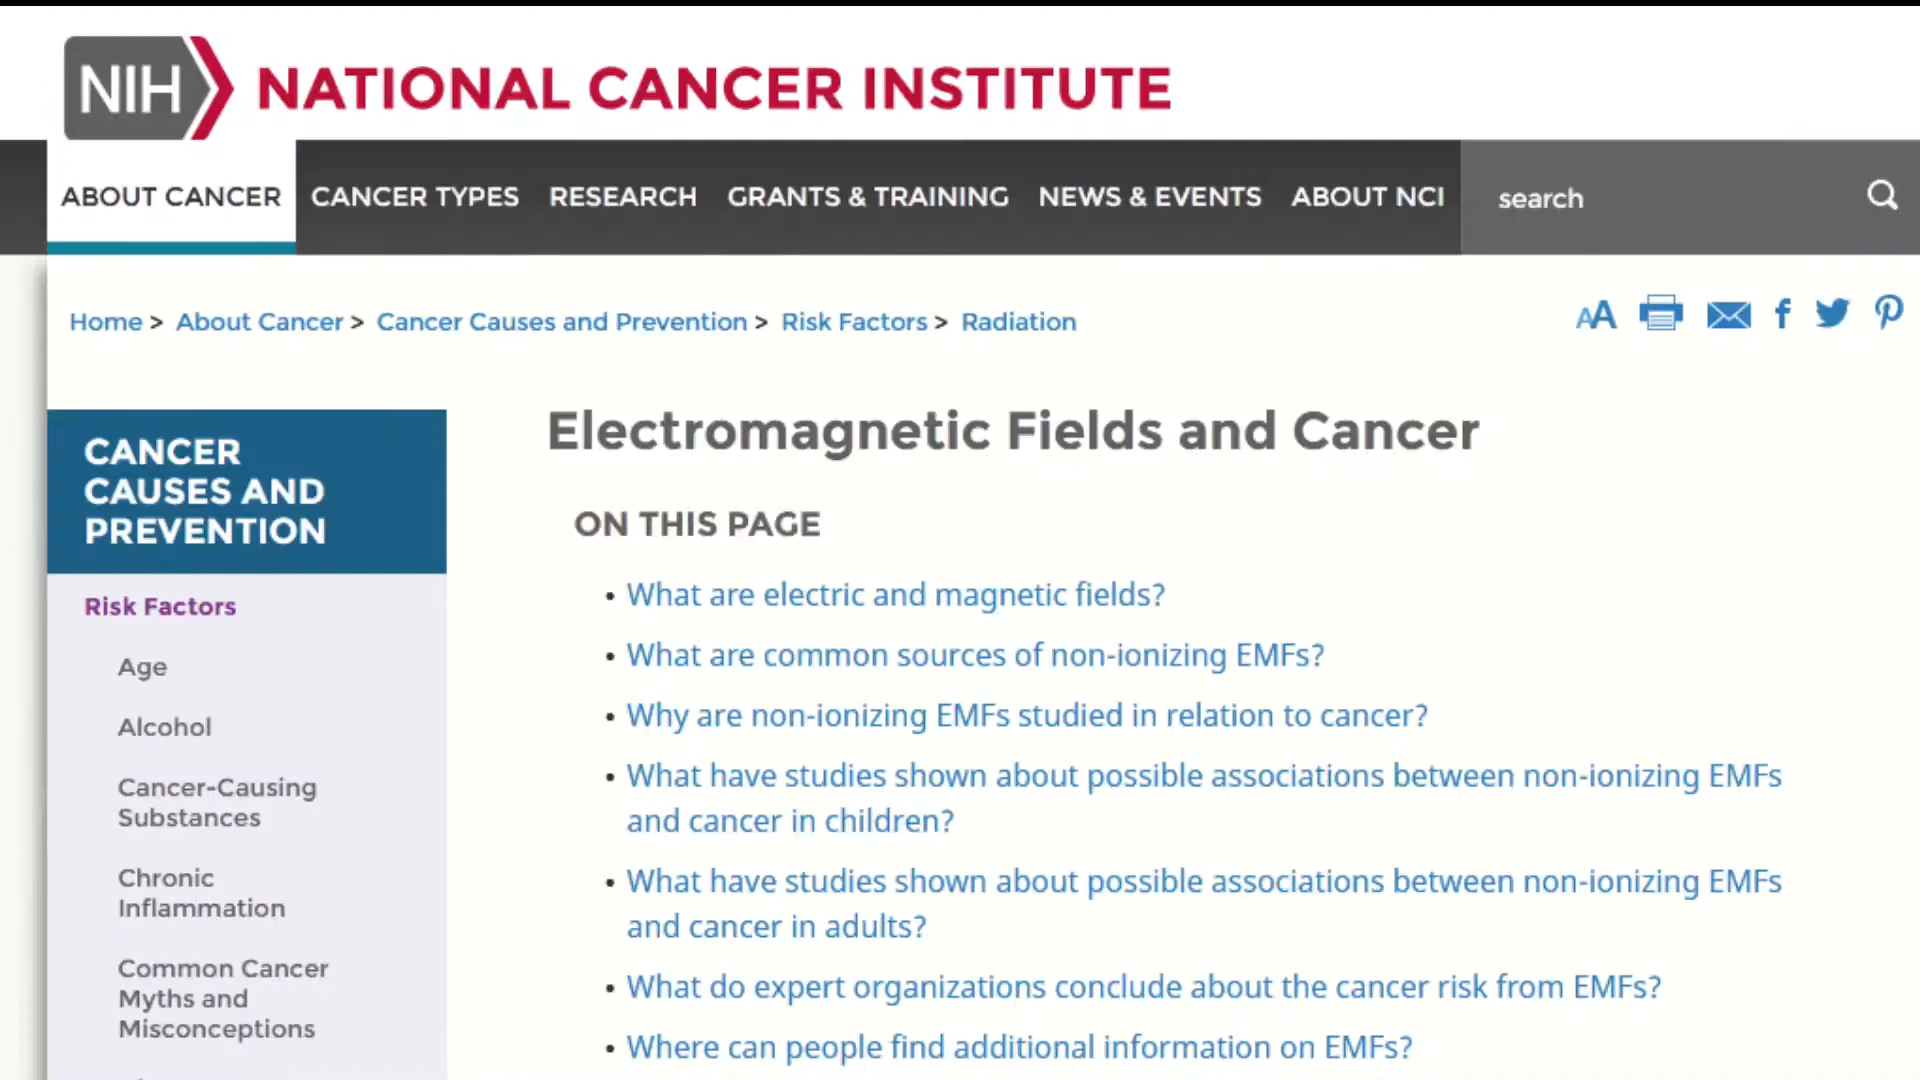 NIH NATIONAL CANCER INSTITUTE
ABOUT CANCER CANCER TYPES RESEARCH GRANTS & TRAINING NEWS & EVENTS ABOUT NCI search
Home > About Cancer > Cancer Causes and Prevention > Risk Factors > Radiation
AA
CANCER
CAUSES AND
PREVENTION
Risk Factors
Age
Alcohol
Cancer-Causing
Substances
Chronic
Inflammation
Common Cancer
Myths and
Misconceptions
Electromagnetic Fields and Cancer
ON THIS PAGE
• What are electric and magnetic fields?
• What are common sources of non-ionizing EMFs?
• Why are non-ionizing EMFs studied in relation to cancer?
• What have studies shown about possible associations between non-ionizing EMFs
and cancer in children?
• What have studies shown about possible associations between non-ionizing EMFs
and cancer in adults?
• What do expert organizations conclude about the cancer risk from EMFs?
• Where can people find additional information on EMFs?